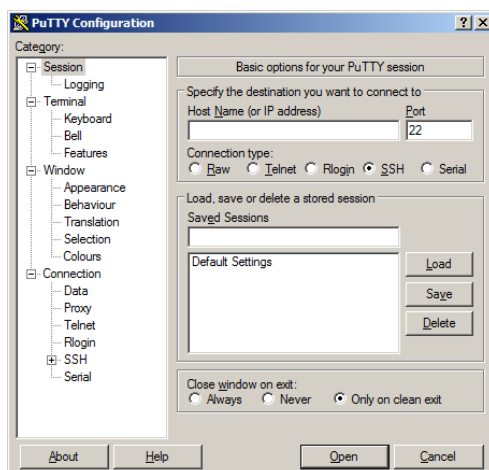 PuTTY Configuration
Category:
Session
Logging
Terminal
Keyboard
Bell
Features
Window
Appearance
Behaviour
Translation
Selection
Colours
Connection
Data
Proxy
Telnet
Rlogin
SSH
Serial
Basic options for your PuTTY session
Specify the destination you want to connect to
Host Name (or IP address) Port
22
Connection type:
Raw Telnet Rlogin SSH Serial
Load, save or delete a stored session
Saved Sessions
Default Settings
Load
Save
Delete
Close window on exit:
Always Never Only on clean exit
About Help Open Cancel